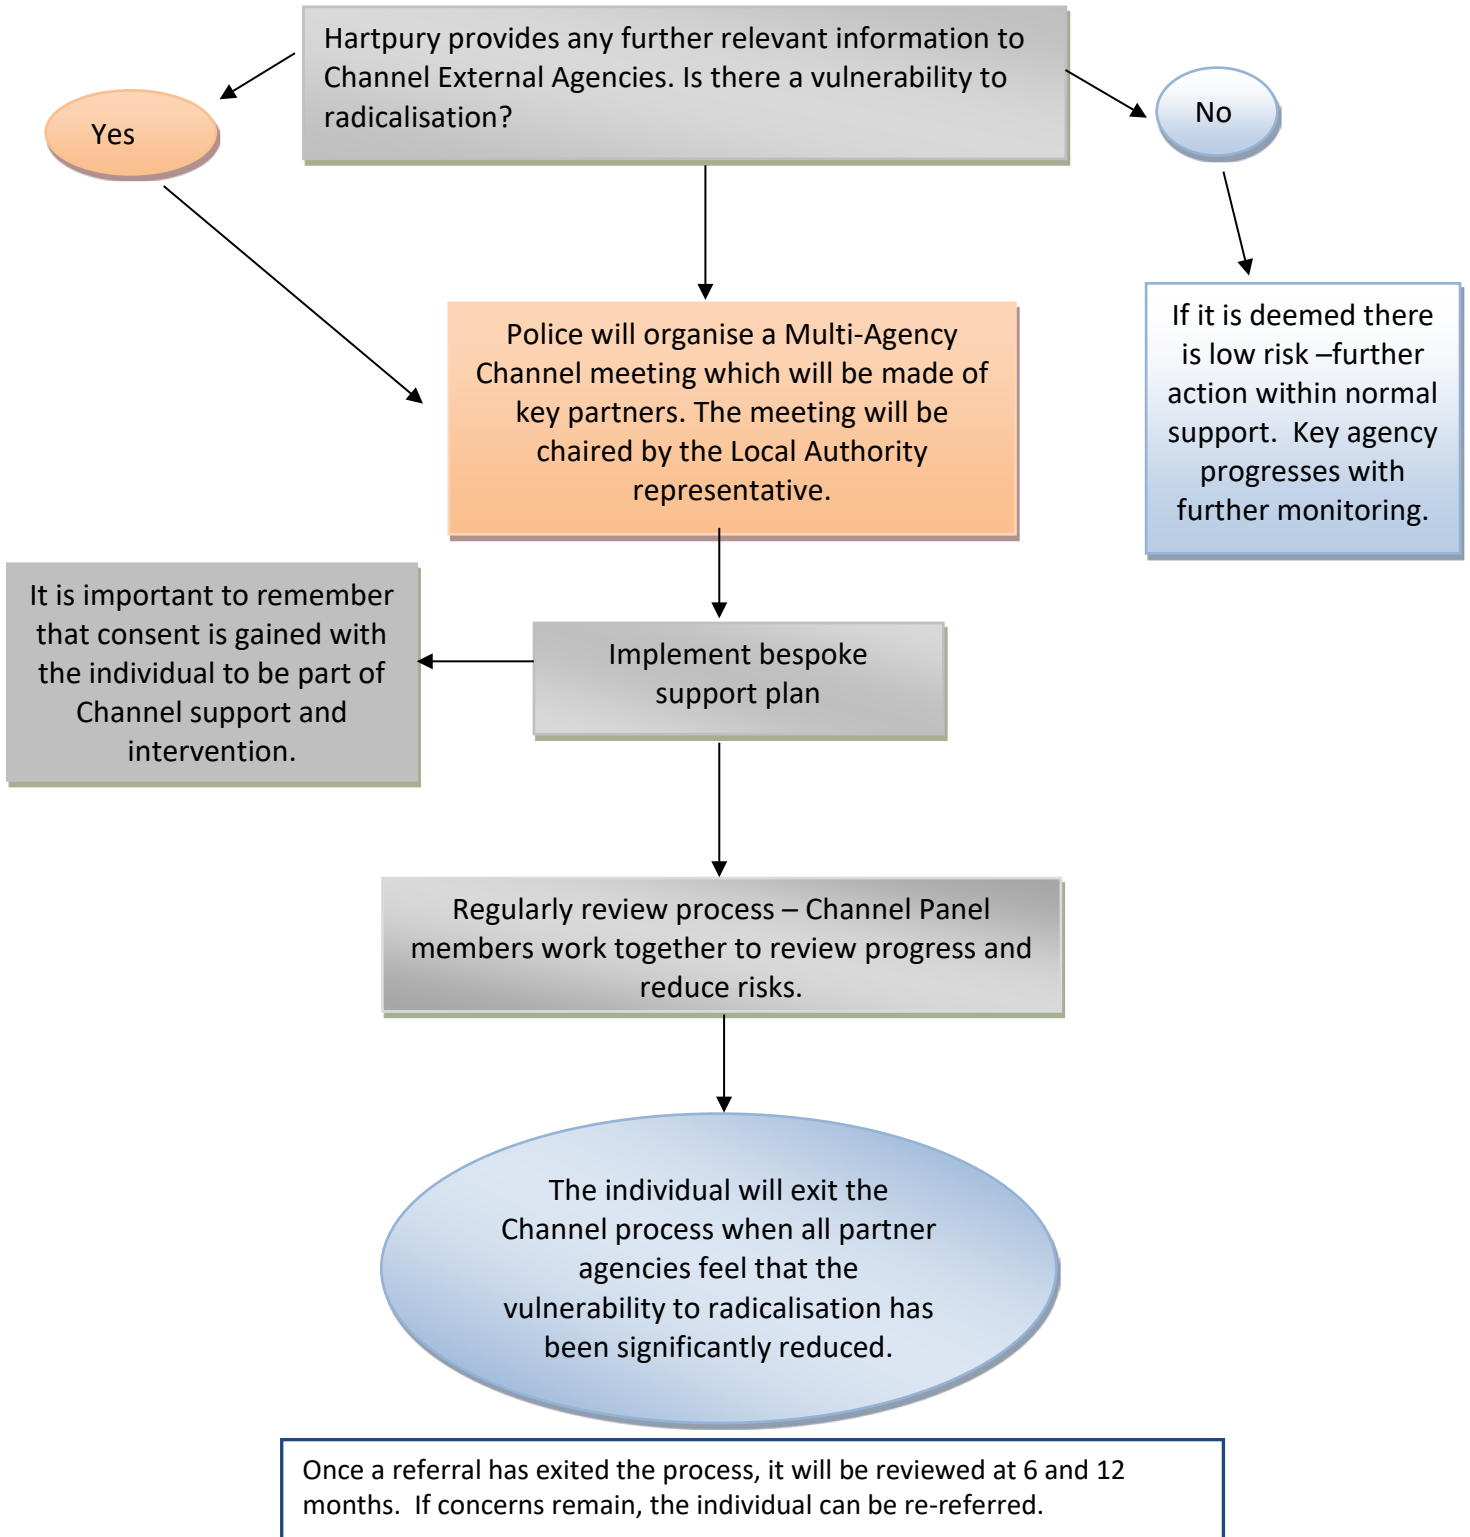 Hartpury provides any further relevant information to
Channel External Agencies. Is there a vulnerability to
radicalisation?
Yes
No
Police will organise a Multi-Agency
Channel meeting which will be made of
key partners. The meeting will be
chaired by the Local Authority
representative.
If it is deemed there
is low risk –further
action within normal
support.  Key agency
progresses with
further monitoring.
It is important to remember
that consent is gained with
the individual to be part of
Channel support and
intervention.
Implement bespoke
support plan
Regularly review process – Channel Panel
members work together to review progress and
reduce risks.
The individual will exit the
Channel process when all partner
agencies feel that the
vulnerability to radicalisation has
been significantly reduced.
Once a referral has exited the process, it will be reviewed at 6 and 12
months.  If concerns remain, the individual can be re-referred.